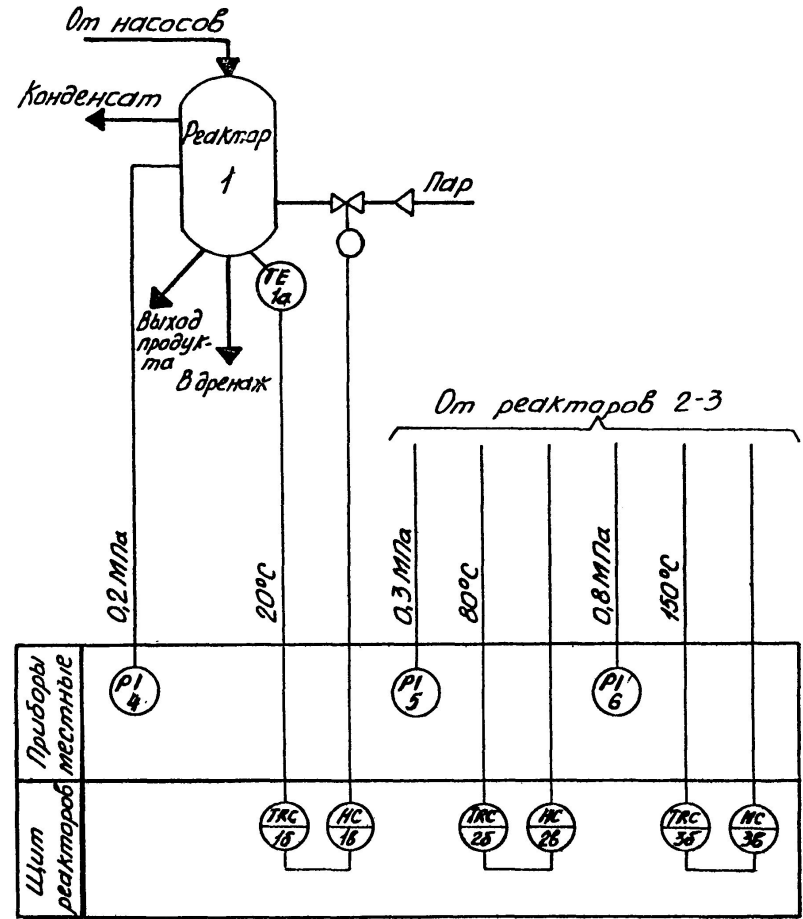 От насосов
Конденсат
Реактор
1
Пар
TE
1а
Выход
продук-
та
В дренаж
От реакторов 2-3
0,2 МПа
20°С
0,3 МПа
80°С
0,8 МПа
150°С
Приборы
местные
PI
4
PI
5
PI
6
Щит
реакторов
TRC
1б
HC
1в
TRC
2б
HC
2в
TRC
3б
HC
3в